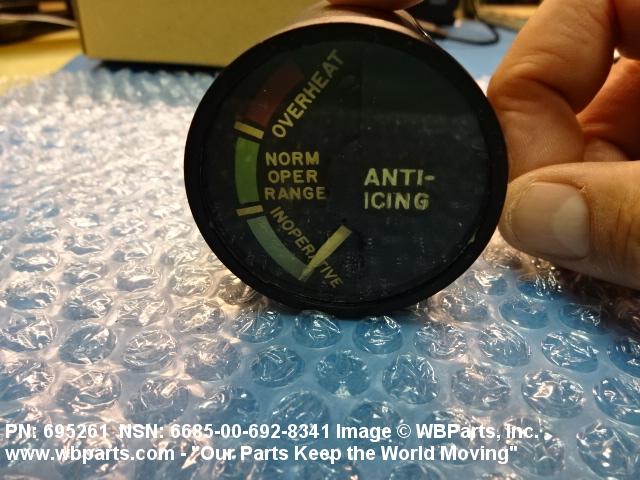 OVERHEAT
NORM
OPER
RANGE
INOPERATIVE
ANTI-
ICING
PN: 695261 NSN: 6685-00-692-8341 Image © WBParts, Inc.
www.wbparts.com - "Our Parts Keep the World Moving"